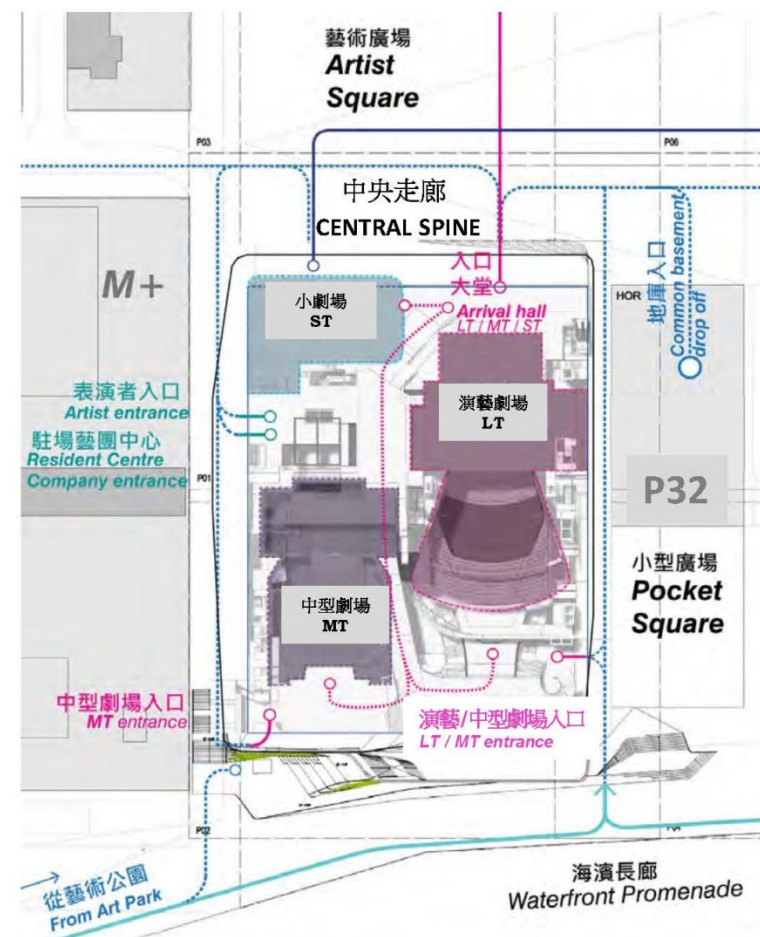 藝術廣場
Artist
Square
P03
P06
中央走廊
CENTRAL SPINE
M+
入口
大堂
Arrival hall
LT / MT / ST
小劇場
ST
HOR
地庫入口
Common basement
drop off
表演者入口
Artist entrance
駐場藝團中心
Resident Centre
Company entrance
演藝劇場
LT
P01
P32
中型劇場
MT
小型廣場
Pocket
Square
中型劇場入口
MT entrance
演藝/中型劇場入口
LT / MT entrance
P02
從藝術公園
From Art Park
海濱長廊
Waterfront Promenade